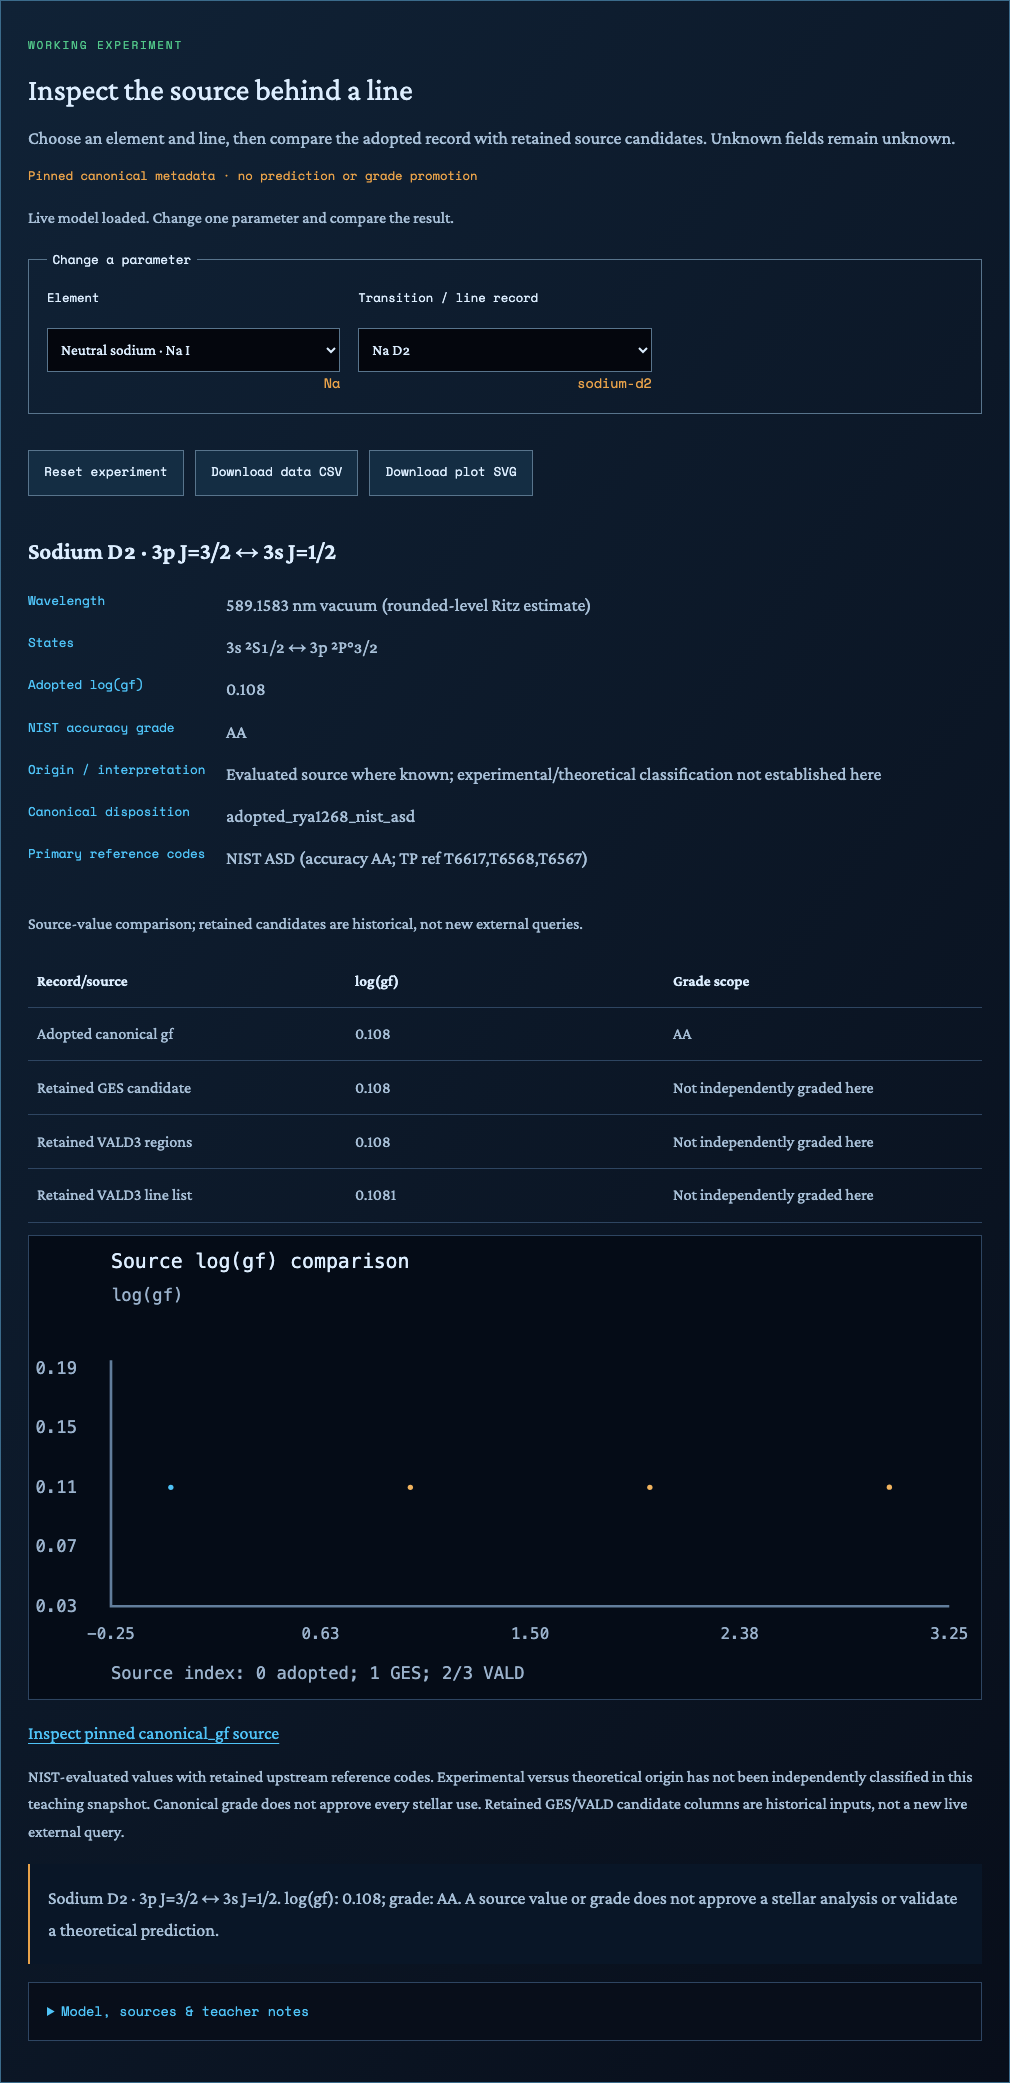 WORKING EXPERIMENT
Inspect the source behind a line
Choose an element and line, then compare the adopted record with retained source candidates. Unknown fields remain unknown.
Pinned canonical metadata · no prediction or grade promotion
Live model loaded. Change one parameter and compare the result.
Change a parameter
Element
Transition / line record
Neutral sodium · Na I
Na D2
Na
sodium-d2
Reset experiment
Download data CSV
Download plot SVG
Sodium D2 · 3p J=3/2 ↔ 3s J=1/2
Wavelength
589.1583 nm vacuum (rounded-level Ritz estimate)
States
3s ²S1/2 ↔ 3p ²P°3/2
Adopted log(gf)
0.108
NIST accuracy grade
AA
Origin / interpretation
Evaluated source where known; experimental/theoretical classification not established here
Canonical disposition
adopted_rya1268_nist_asd
Primary reference codes
NIST ASD (accuracy AA; TP ref T6617,T6568,T6567)
Source-value comparison; retained candidates are historical, not new external queries.
Record/source log(gf) Grade scope
Adopted canonical gf 0.108 AA
Retained GES candidate 0.108 Not independently graded here
Retained VALD3 regions 0.108 Not independently graded here
Retained VALD3 line list 0.1081 Not independently graded here
Source log(gf) comparison
log(gf)
0.19
0.15
0.11
0.07
0.03
−0.25 0.63 1.50 2.38 3.25
Source index: 0 adopted; 1 GES; 2/3 VALD
Inspect pinned canonical_gf source
NIST-evaluated values with retained upstream reference codes. Experimental versus theoretical origin has not been independently classified in this
teaching snapshot. Canonical grade does not approve every stellar use. Retained GES/VALD candidate columns are historical inputs, not a new live
external query.
Sodium D2 · 3p J=3/2 ↔ 3s J=1/2. log(gf): 0.108; grade: AA. A source value or grade does not approve a stellar analysis or validate
a theoretical prediction.
▶ Model, sources & teacher notes